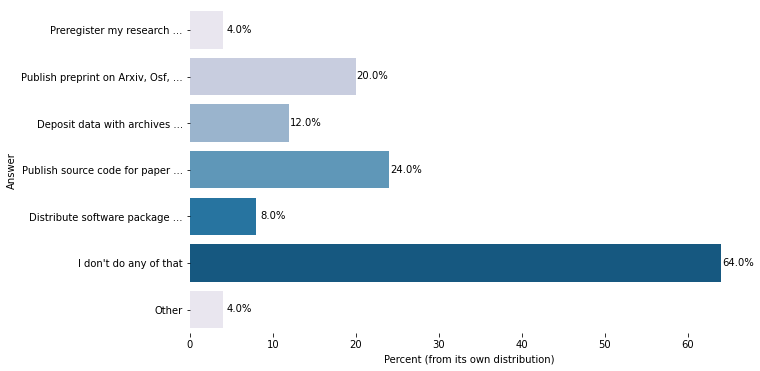 Preregister my research ... 4.0%
Publish preprint on Arxiv, Osf, ... 20.0%
Deposit data with archives ... 12.0%
Answer
Publish source code for paper ... 24.0%
Distribute software package ... 8.0%
I don't do any of that 64.0%
Other 4.0%
0 10 20 30 40 50 60
Percent (from its own distribution)